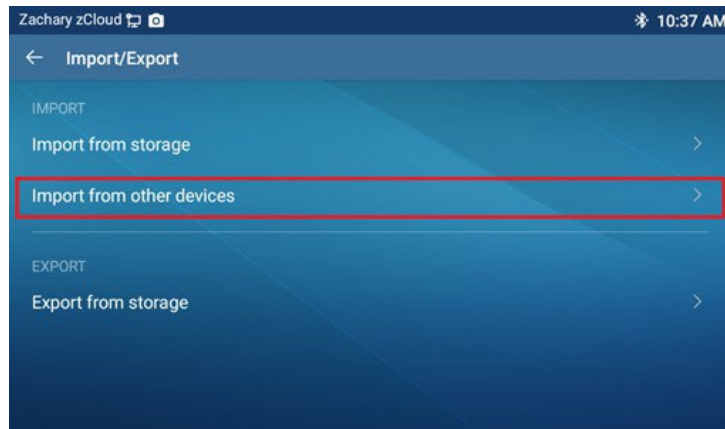 Zachary zCloud
10:37 AM
Import/Export
IMPORT
Import from storage
Import from other devices
EXPORT
Export from storage